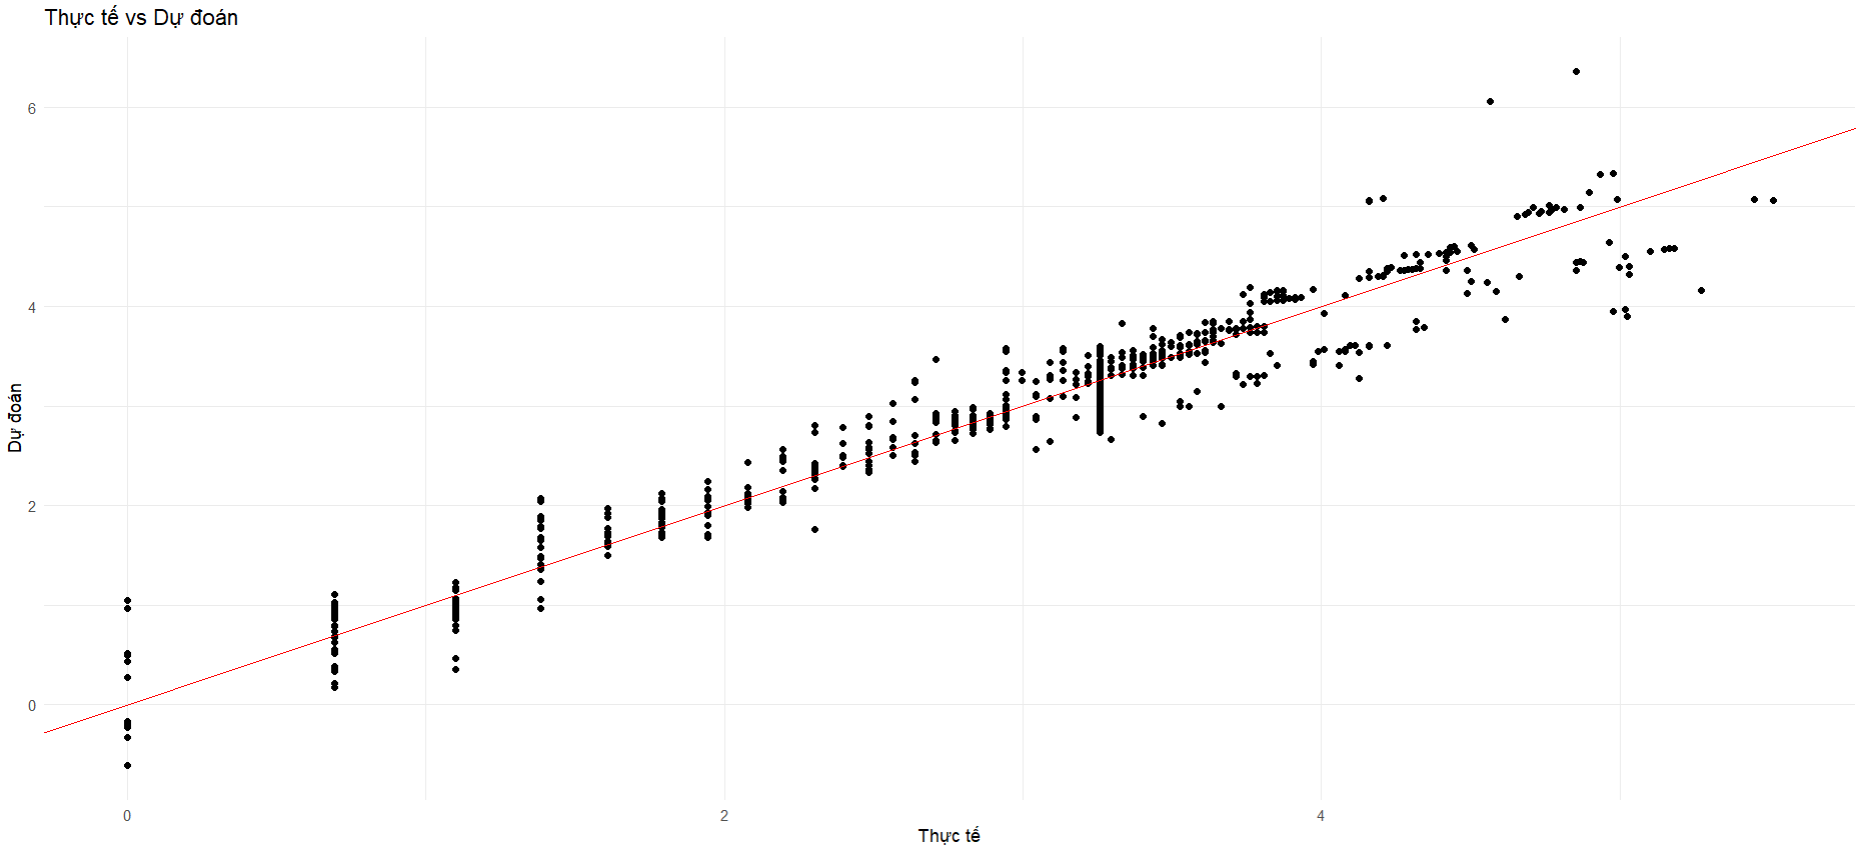 Thực tế vs Dự đoán
6
4
2
0
Dự đoán
0
2
4
Thực tế